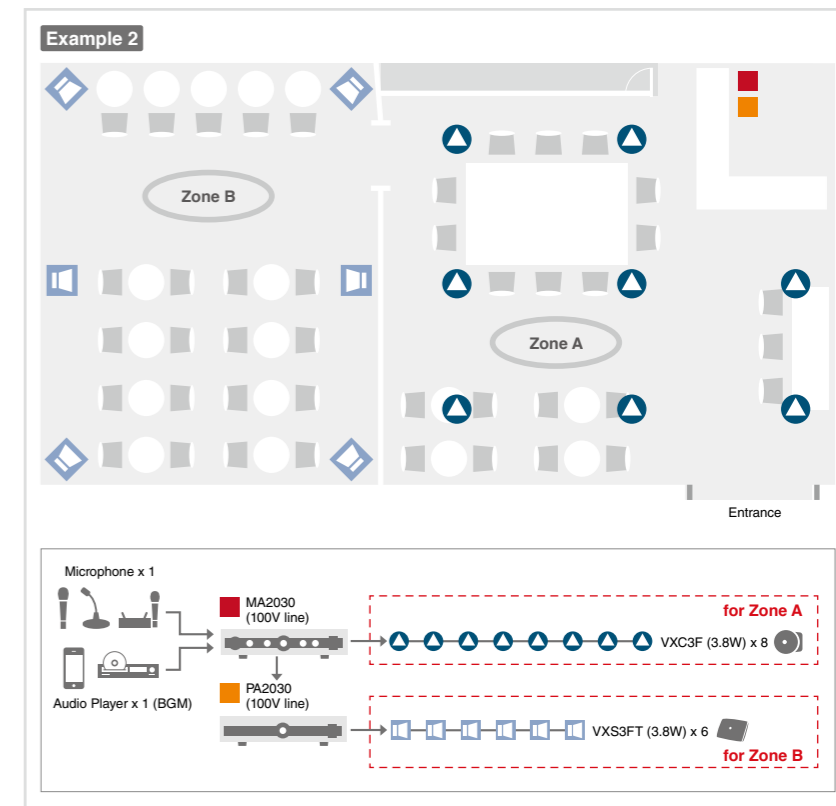 Example 2
Zone B
Zone A
Entrance
Microphone x 1
MA2030
(100V line)
for Zone A
VXC3F (3.8W) x 8
Audio Player x 1 (BGM)
PA2030
(100V line)
VXS3FT (3.8W) x 6
for Zone B